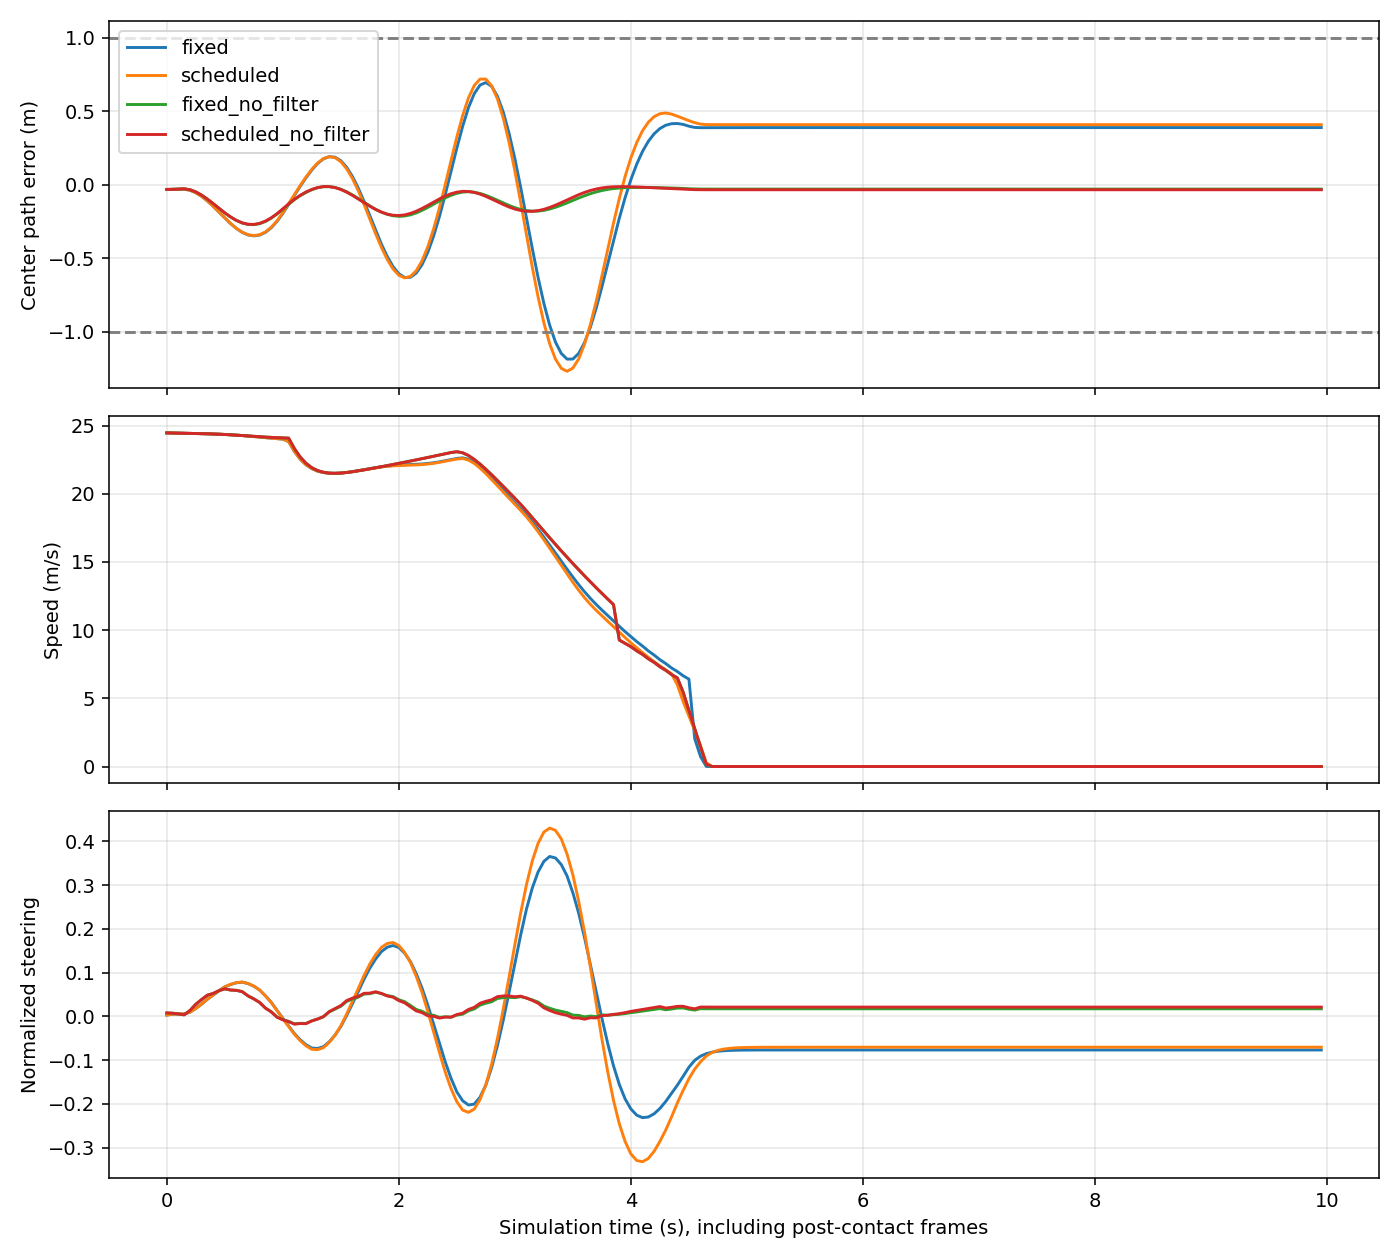 1.0
0.5
0.0
−0.5
−1.0
Center path error (m)
fixed
scheduled
fixed_no_filter
scheduled_no_filter
25
20
15
10
5
0
Speed (m/s)
0.4
0.3
0.2
0.1
0.0
−0.1
−0.2
−0.3
Normalized steering
0 2 4 6 8 10
Simulation time (s), including post-contact frames